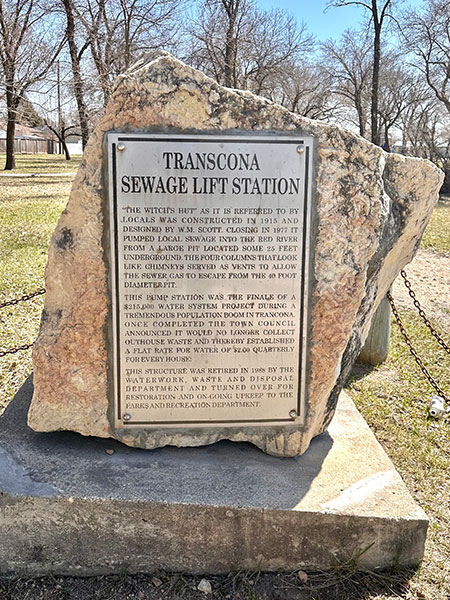 TRANSCONA
SEWAGE LIFT STATION
"THE WITCH'S HUT" AS IT IS REFERRED TO BY
LOCALS WAS CONSTRUCTED IN 1915 AND
DESIGNED BY W.M. SCOTT. CLOSING IN 1977 IT
PUMPED LOCAL SEWAGE INTO THE RED RIVER
FROM A LARGE PIT LOCATED SOME 25 FEET
UNDERGROUND. THE FOUR COLUMNS THAT LOOK
LIKE CHIMNEYS SERVED AS VENTS TO ALLOW
THE SEWER GAS TO ESCAPE FROM THE 40 FOOT
DIAMETER PIT.
THIS PUMP STATION WAS THE FINALE OF A
$215,000 WATER SYSTEM PROJECT DURING A
TREMENDOUS POPULATION BOOM IN TRANCONA.
ONCE COMPLETED THE TOWN COUNCIL
ANNOUNCED IT WOULD NO LONGER COLLECT
OUTHOUSE WASTE AND THEREBY ESTABLISHED
A FLAT RATE FOR WATER OF $2.00 QUARTERLY
FOR EVERY HOUSE!
THIS STRUCTURE WAS RETIRED IN 1988 BY THE
WATERWORK, WASTE AND DISPOSAL
DEPARTMENT AND TURNED OVER FOR
RESTORATION AND ON-GOING UPKEEP TO THE
PARKS AND RECREATION DEPARTMENT.